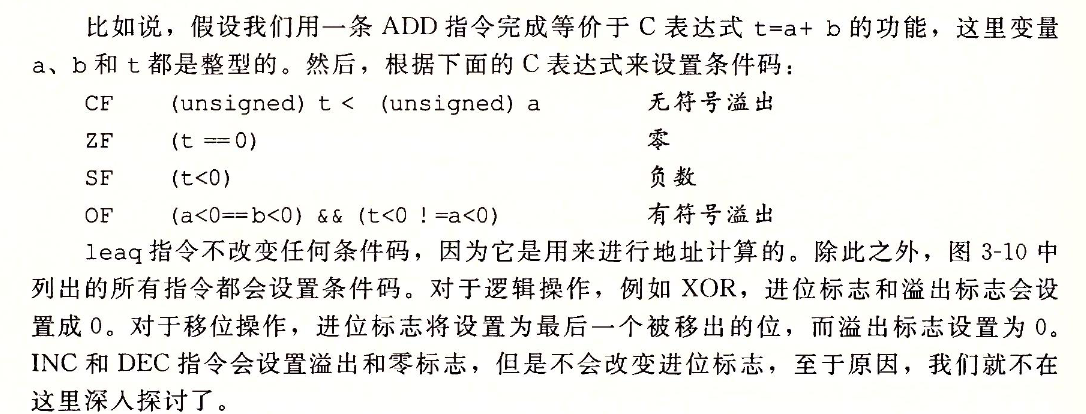 比如说，假设我们用一条 ADD 指令完成等价于 C 表达式 t=a+ b 的功能，这里变量
a、b 和 t 都是整型的。然后，根据下面的 C 表达式来设置条件码：
CF (unsigned) t < (unsigned) a 无符号溢出
ZF (t ==0) 零
SF (t<0) 负数
OF (a<0==b<0) && (t<0 !=a<0) 有符号溢出
leaq 指令不改变任何条件码，因为它是用来进行地址计算的。除此之外，图 3-10 中
列出的所有指令都会设置条件码。对于逻辑操作，例如 XOR，进位标志和溢出标志会设
置成 0。对于移位操作，进位标志将设置为最后一个被移出的位，而溢出标志设置为 0。
INC 和 DEC 指令会设置溢出和零标志，但是不会改变进位标志，至于原因，我们就不在
这里深入探讨了。